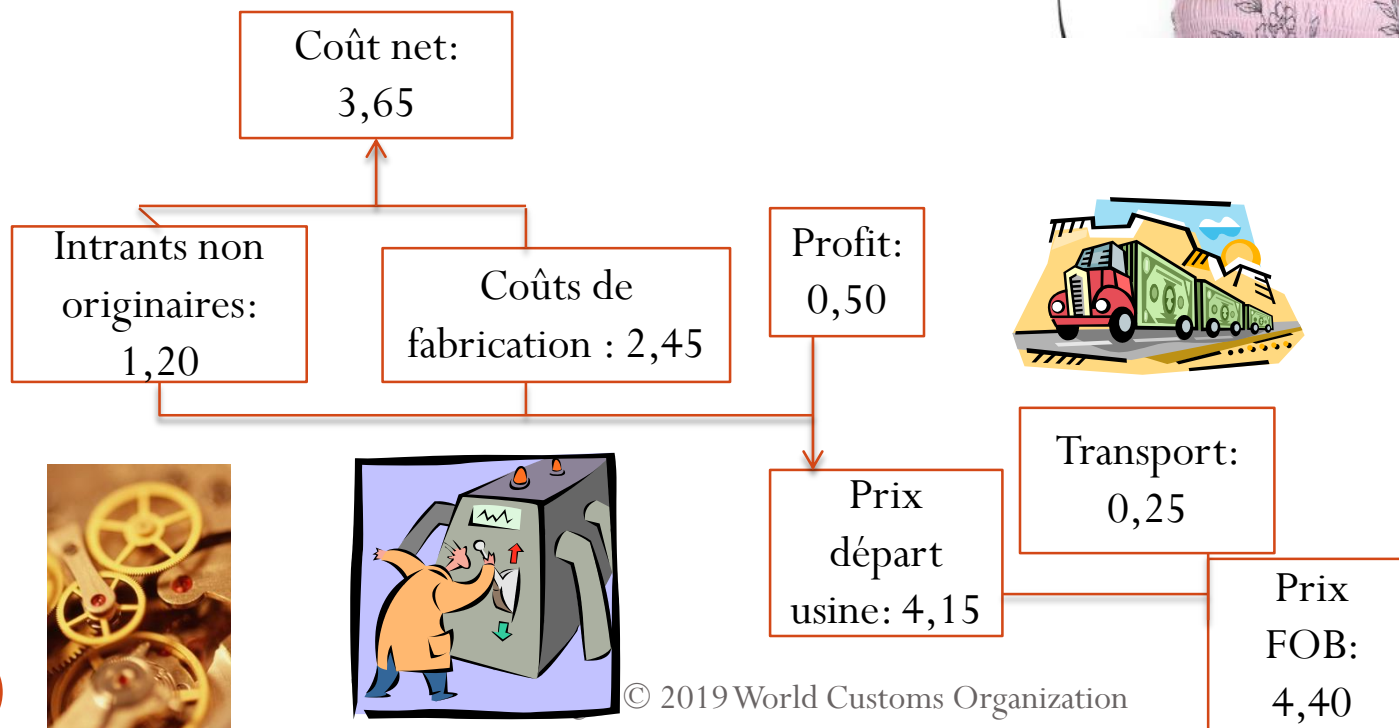 Coût net:
3,65
Intrants non
originaires:
1,20
Coûts de
fabrication : 2,45
Profit:
0,50
Prix
départ
usine: 4,15
Transport:
0,25
Prix
FOB:
4,40
© 2019 World Customs Organization